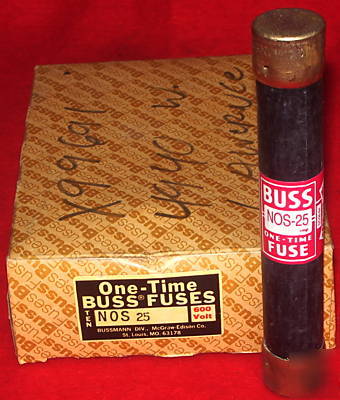 X99691
One-Time
BUSS® FUSES
TEN
NOS 25
600
Volt
BUSSMANN DIV., McGraw-Edison Co.
St. Louis, MO. 63178
BUSS
NOS-25
ONE-TIME
FUSE